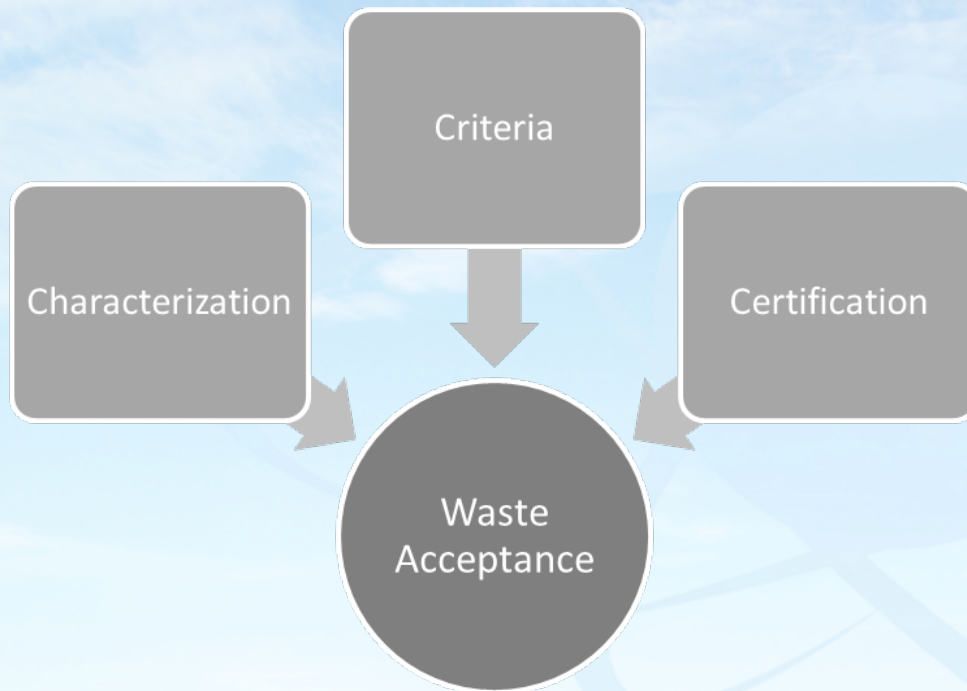 Criteria
Characterization
Certification
Waste
Acceptance